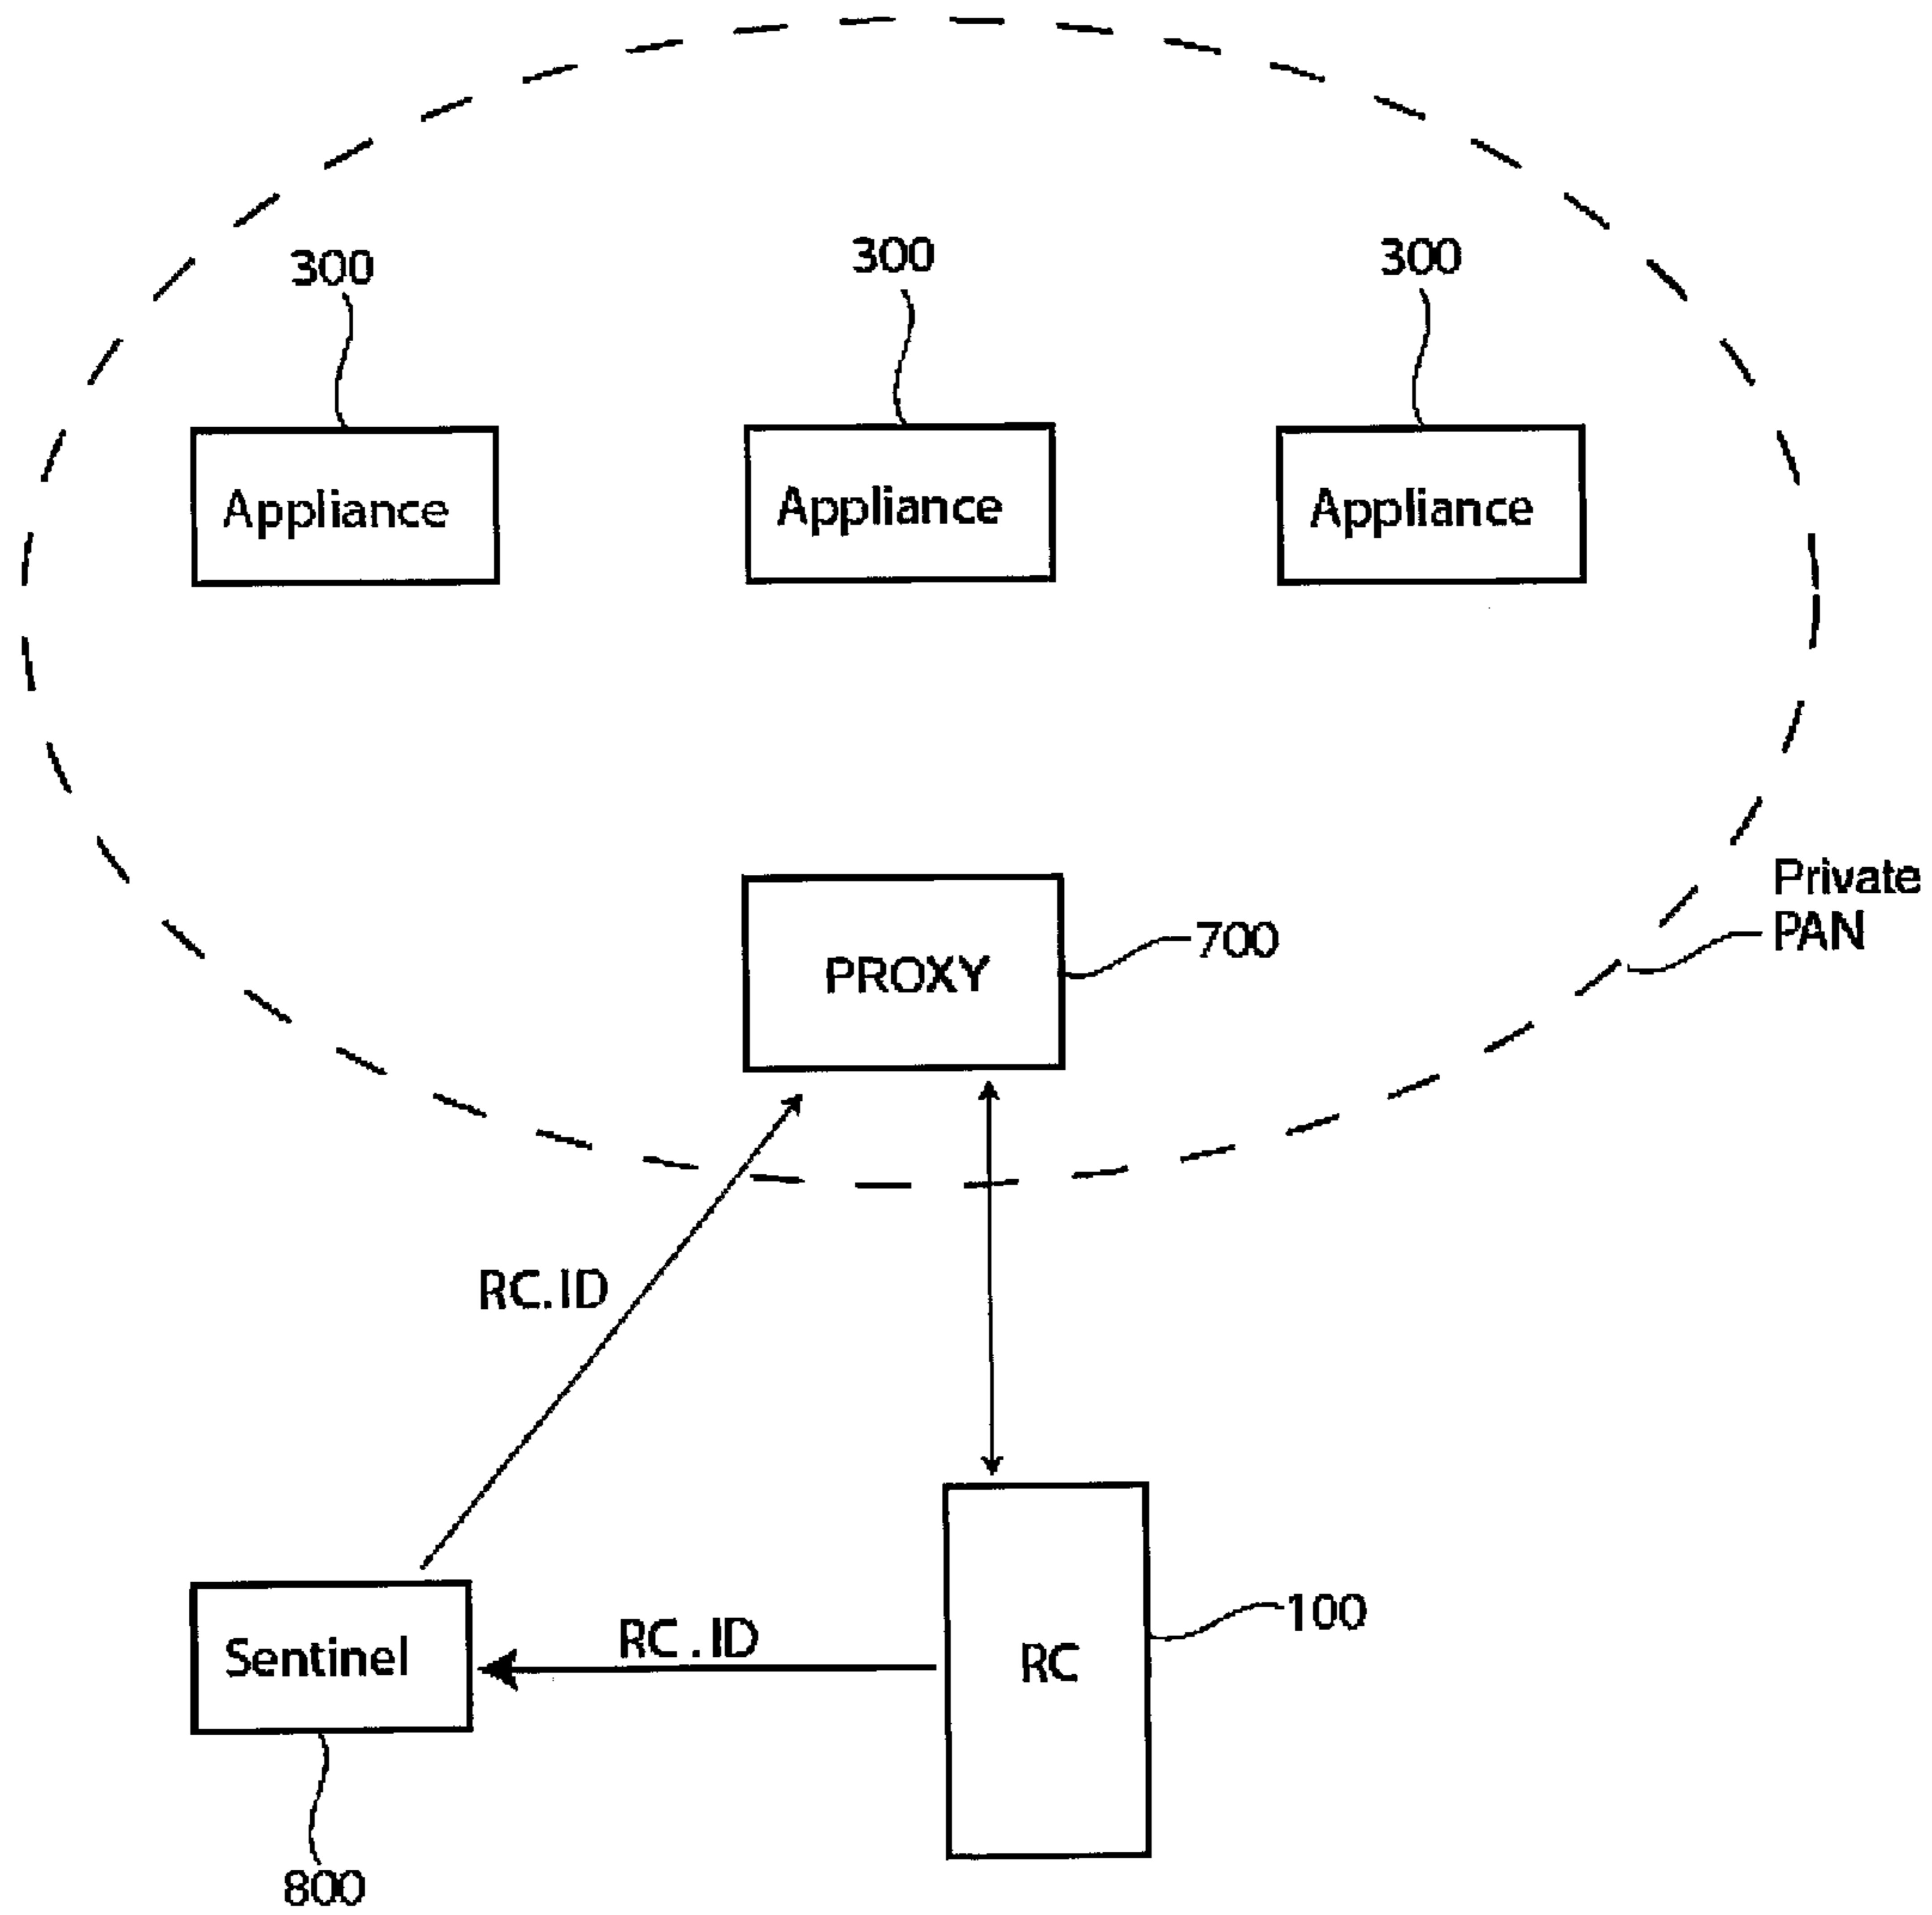 300
300
300
Appliance
Appliance
Appliance
Private
PAN
700
PROXY
RC.ID
RC.ID
100
RC
Sentinel
800